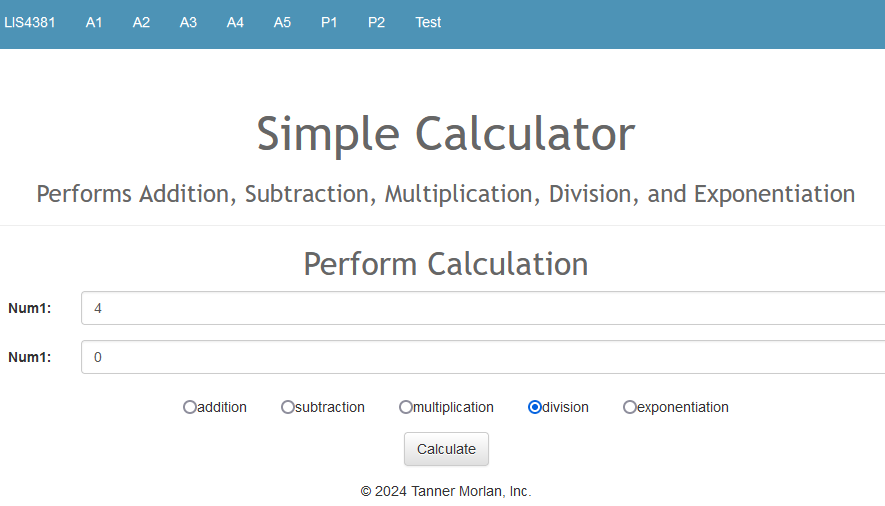 LIS4381 A1 A2 A3 A4 A5 P1 P2 Test
Simple Calculator
Performs Addition, Subtraction, Multiplication, Division, and Exponentiation
Perform Calculation
Num1: 4
Num1: 0
addition subtraction multiplication division exponentiation
Calculate
© 2024 Tanner Morlan, Inc.